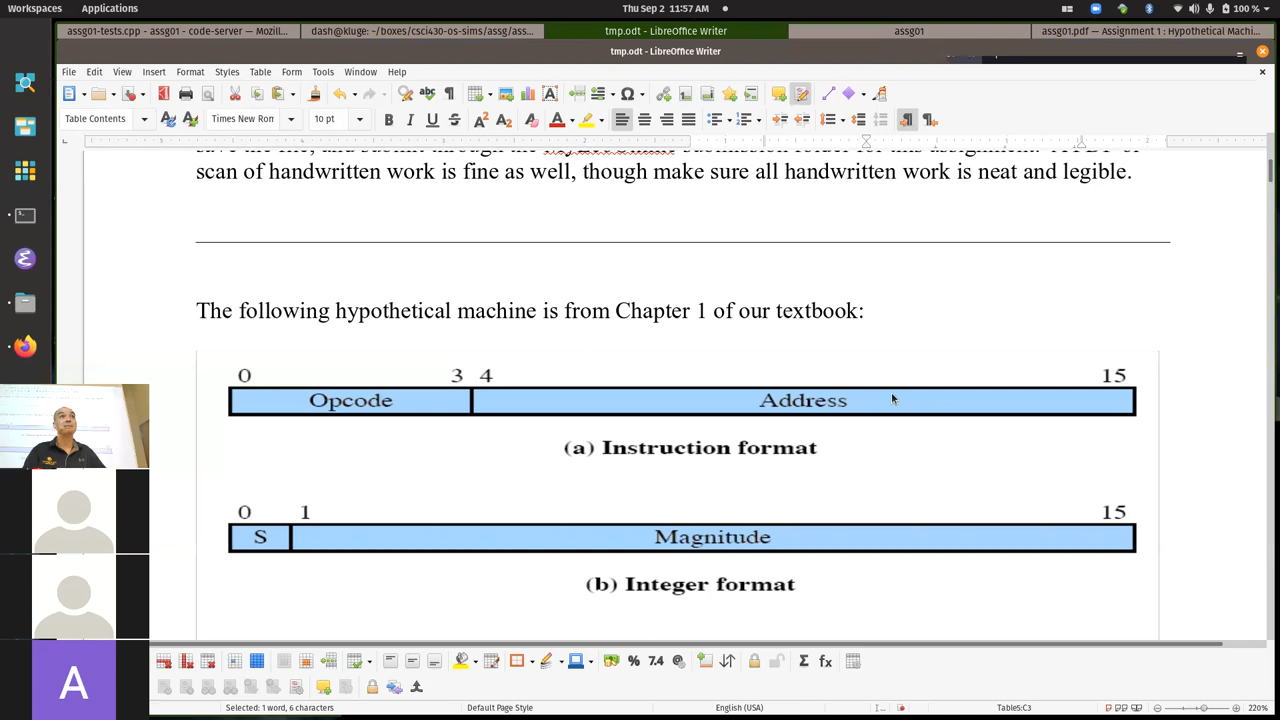 Workspaces Applications Thu Sep 2 11:57 AM 100 %
assg01-tests.cpp - assg01 - code-server — Mozill... dash@kluge: ~/boxes/csci430-os-sims/assg/ass... tmp.odt - LibreOffice Writer assg01 assg01.pdf — Assignment 1 : Hypothetical Machi...
tmp.odt - LibreOffice Writer
File Edit View Insert Format Styles Table Form Tools Window Help
Table Contents Times New Rom 10 pt
scan of handwritten work is fine as well, though make sure all handwritten work is neat and legible.
The following hypothetical machine is from Chapter 1 of our textbook:
0 3 4 15
Opcode Address
(a) Instruction format
0 1 15
S Magnitude
(b) Integer format
A
Selected: 1 word, 6 characters Default Page Style English (USA) Table5:C3 220%